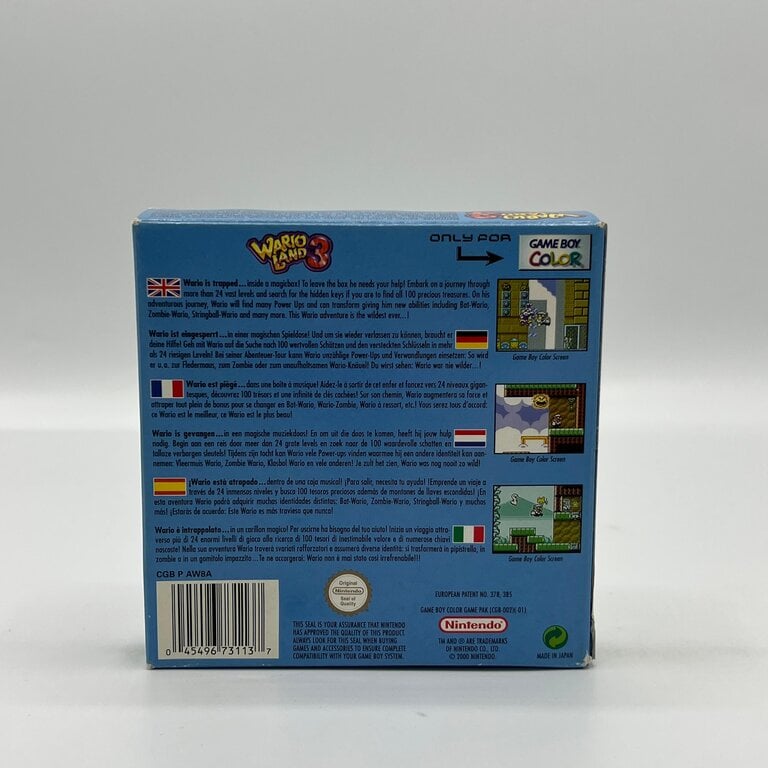 WARIO LAND 3
ONLY FOR
GAME BOY COLOR
Wario is trapped...inside a magicbox! To leave the box he needs your help! Embark on a journey through
more than 24 vast levels and search for the hidden keys if you are to find all 100 precious treasures. On his
adventurous journey, Wario will find many Power-Ups and can transform giving him new abilities including Bat-Wario,
Zombie-Wario, Stringball-Wario and many more. This Wario adventure is the wildest ever...!
Game Boy Color Screen
Wario ist eingesperrt...in einer magischen Spieldose! Und um sie wieder verlassen zu können, braucht er
deine Hilfe! Geh mit Wario auf die Suche nach 100 wertvollen Schätzen und den versteckten Schlüsseln in mehr
als 24 riesigen Leveln! Bei seiner Abenteuer-Tour kann Wario unzählige Power-Ups und Verwandlungen einsetzen: So wird
er u.a. zur Fledermaus, zum Zombie oder zum unaufhaltsamen Wario-Knäuel! Du wirst sehen: Wario war nie wilder...!
Wario est piégé...dans une boîte à musique! Aidez-le à sortir de cet enfer et foncez vers 24 niveaux gigan-
tesques, découvrez 100 trésors et une infinité de clés cachées! Sur son chemin, Wario augmentera sa force et
attraper tout plein de bonus pour se changer en Bat-Wario, Wario-Zombie, Wario à ressort, etc.! Vous serez tous d'accord:
ce Wario est le meilleur, ce Wario est le plus beau!
Game Boy Color Screen
Wario is gevangen...in een magische muziekdoos! En om uit die doos te komen, heeft hij jouw hulp
nodig. Begin aan een reis door meer dan 24 grote levels en zoek naar de 100 waardevolle schatten en
talloze verborgen sleutels! Tijdens zijn tocht kan Wario vele Power-ups vinden waarmee hij een andere identiteit kan aan-
nemen: Vleermuis Wario, Zombie Wario, Klosbal Wario en vele anderen! Je zult het zien, Wario was nog nooit zo wild!
¡Wario está atrapado...dentro de una caja musical! ¡Para salir, necesita tu ayuda! ¡Emprende un viaje a
través de 24 inmensos niveles y busca 100 tesoros preciosos además de montones de llaves escondidas! ¡En
esta aventura Wario podrá adquirir muchas identidades distintas: Bat-Wario, Zombie-Wario, Stringball-Wario y muchos
más! ¡Estarás de acuerdo: Este Wario es más travieso que nunca!
Wario è intrappolato...in un carillon magico! Per uscirne ha bisogno del tuo aiuto! Inizia un viaggio attra-
verso più di 24 enormi livelli di gioco alla ricerca di 100 tesori di inestimabile valore e di numerose chiavi
nascoste! Nella sua avventura Wario troverà svariati rafforzatori e assumerà diverse identità: si trasformerà in pipistrello, in
zombie o in un gomitolo impazzito...Te ne accorgerai: Wario non è mai stato così irrefrenabile!!!
Game Boy Color Screen
CGB P AW8A
0 45496 73113 7
Original
Nintendo
Seal of
Quality
THIS SEAL IS YOUR ASSURANCE THAT NINTENDO
HAS APPROVED THE QUALITY OF THIS PRODUCT.
ALWAYS LOOK FOR THIS SEAL WHEN BUYING
GAMES AND ACCESSORIES TO ENSURE COMPLETE
COMPATIBILITY WITH YOUR GAME BOY SYSTEM.
EUROPEAN PATENT NO. 378, 385
GAME BOY COLOR GAME PAK (CGB-002)(-01)
Nintendo
TM AND ® ARE TRADEMARKS
OF NINTENDO CO., LTD.
© 2000 NINTENDO.
MADE IN JAPAN